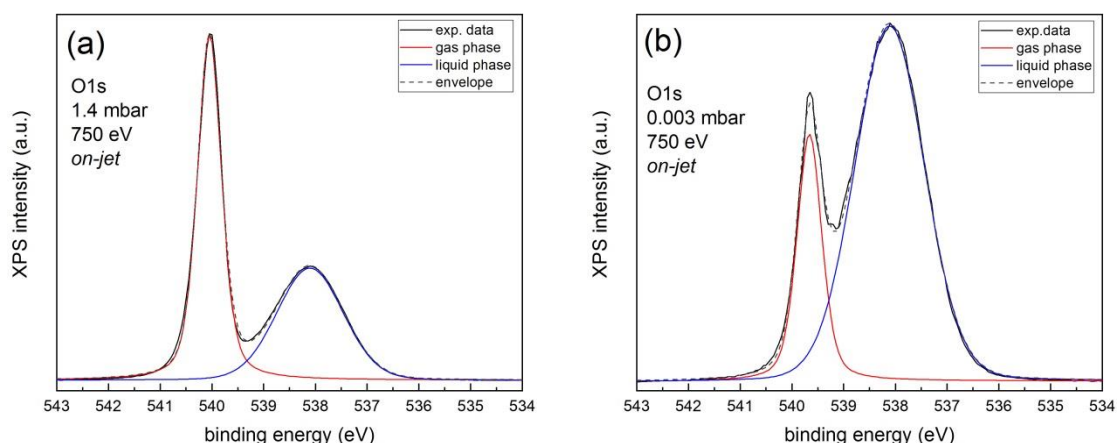 (a)
O1s
1.4 mbar
750 eV
on-jet
exp. data
gas phase
liquid phase
envelope
XPS intensity (a.u.)
543 542 541 540 539 538 537 536 535 534
binding energy (eV)
(b)
O1s
0.003 mbar
750 eV
on-jet
exp.data
gas phase
liquid phase
envelope
XPS intensity (a.u.)
543 542 541 540 539 538 537 536 535 534
binding energy (eV)